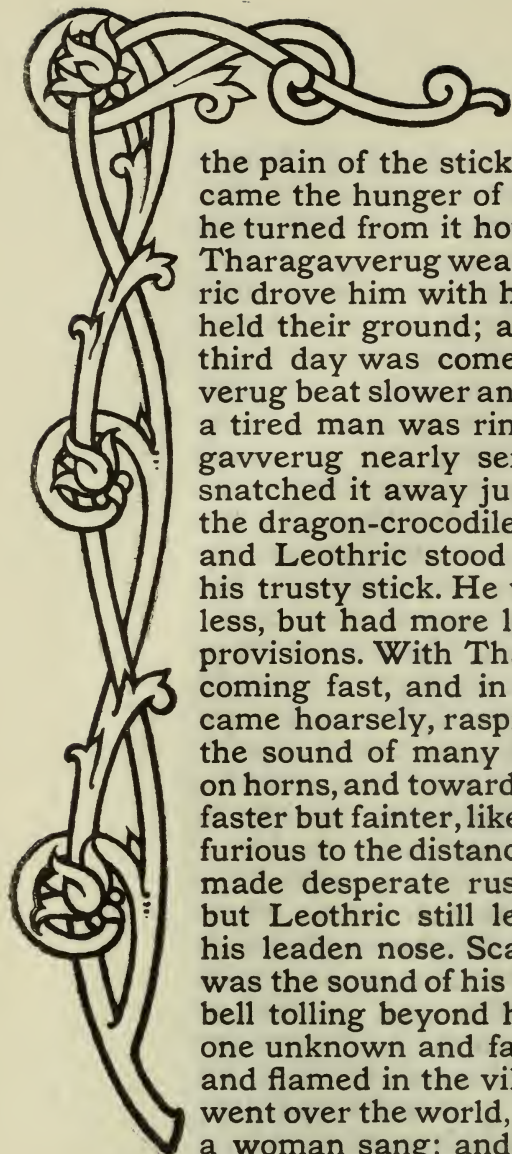 the pain of the stick
came the hunger of
he turned from it ho
Tharagavverug wea
ric drove him with h
held their ground; a
third day was come
verug beat slower an
a tired man was rin
gavverug nearly sei
snatched it away ju
the dragon-crocodile
and Leothric stood
his trusty stick. He
less, but had more l
provisions. With Th
coming fast, and in
came hoarsely, rasp
the sound of many
on horns, and toward
faster but fainter, like
furious to the distanc
made desperate rus
but Leothric still le
his leaden nose. Sca
was the sound of his
bell tolling beyond h
one unknown and fa
and flamed in the vil
went over the world,
a woman sang; and